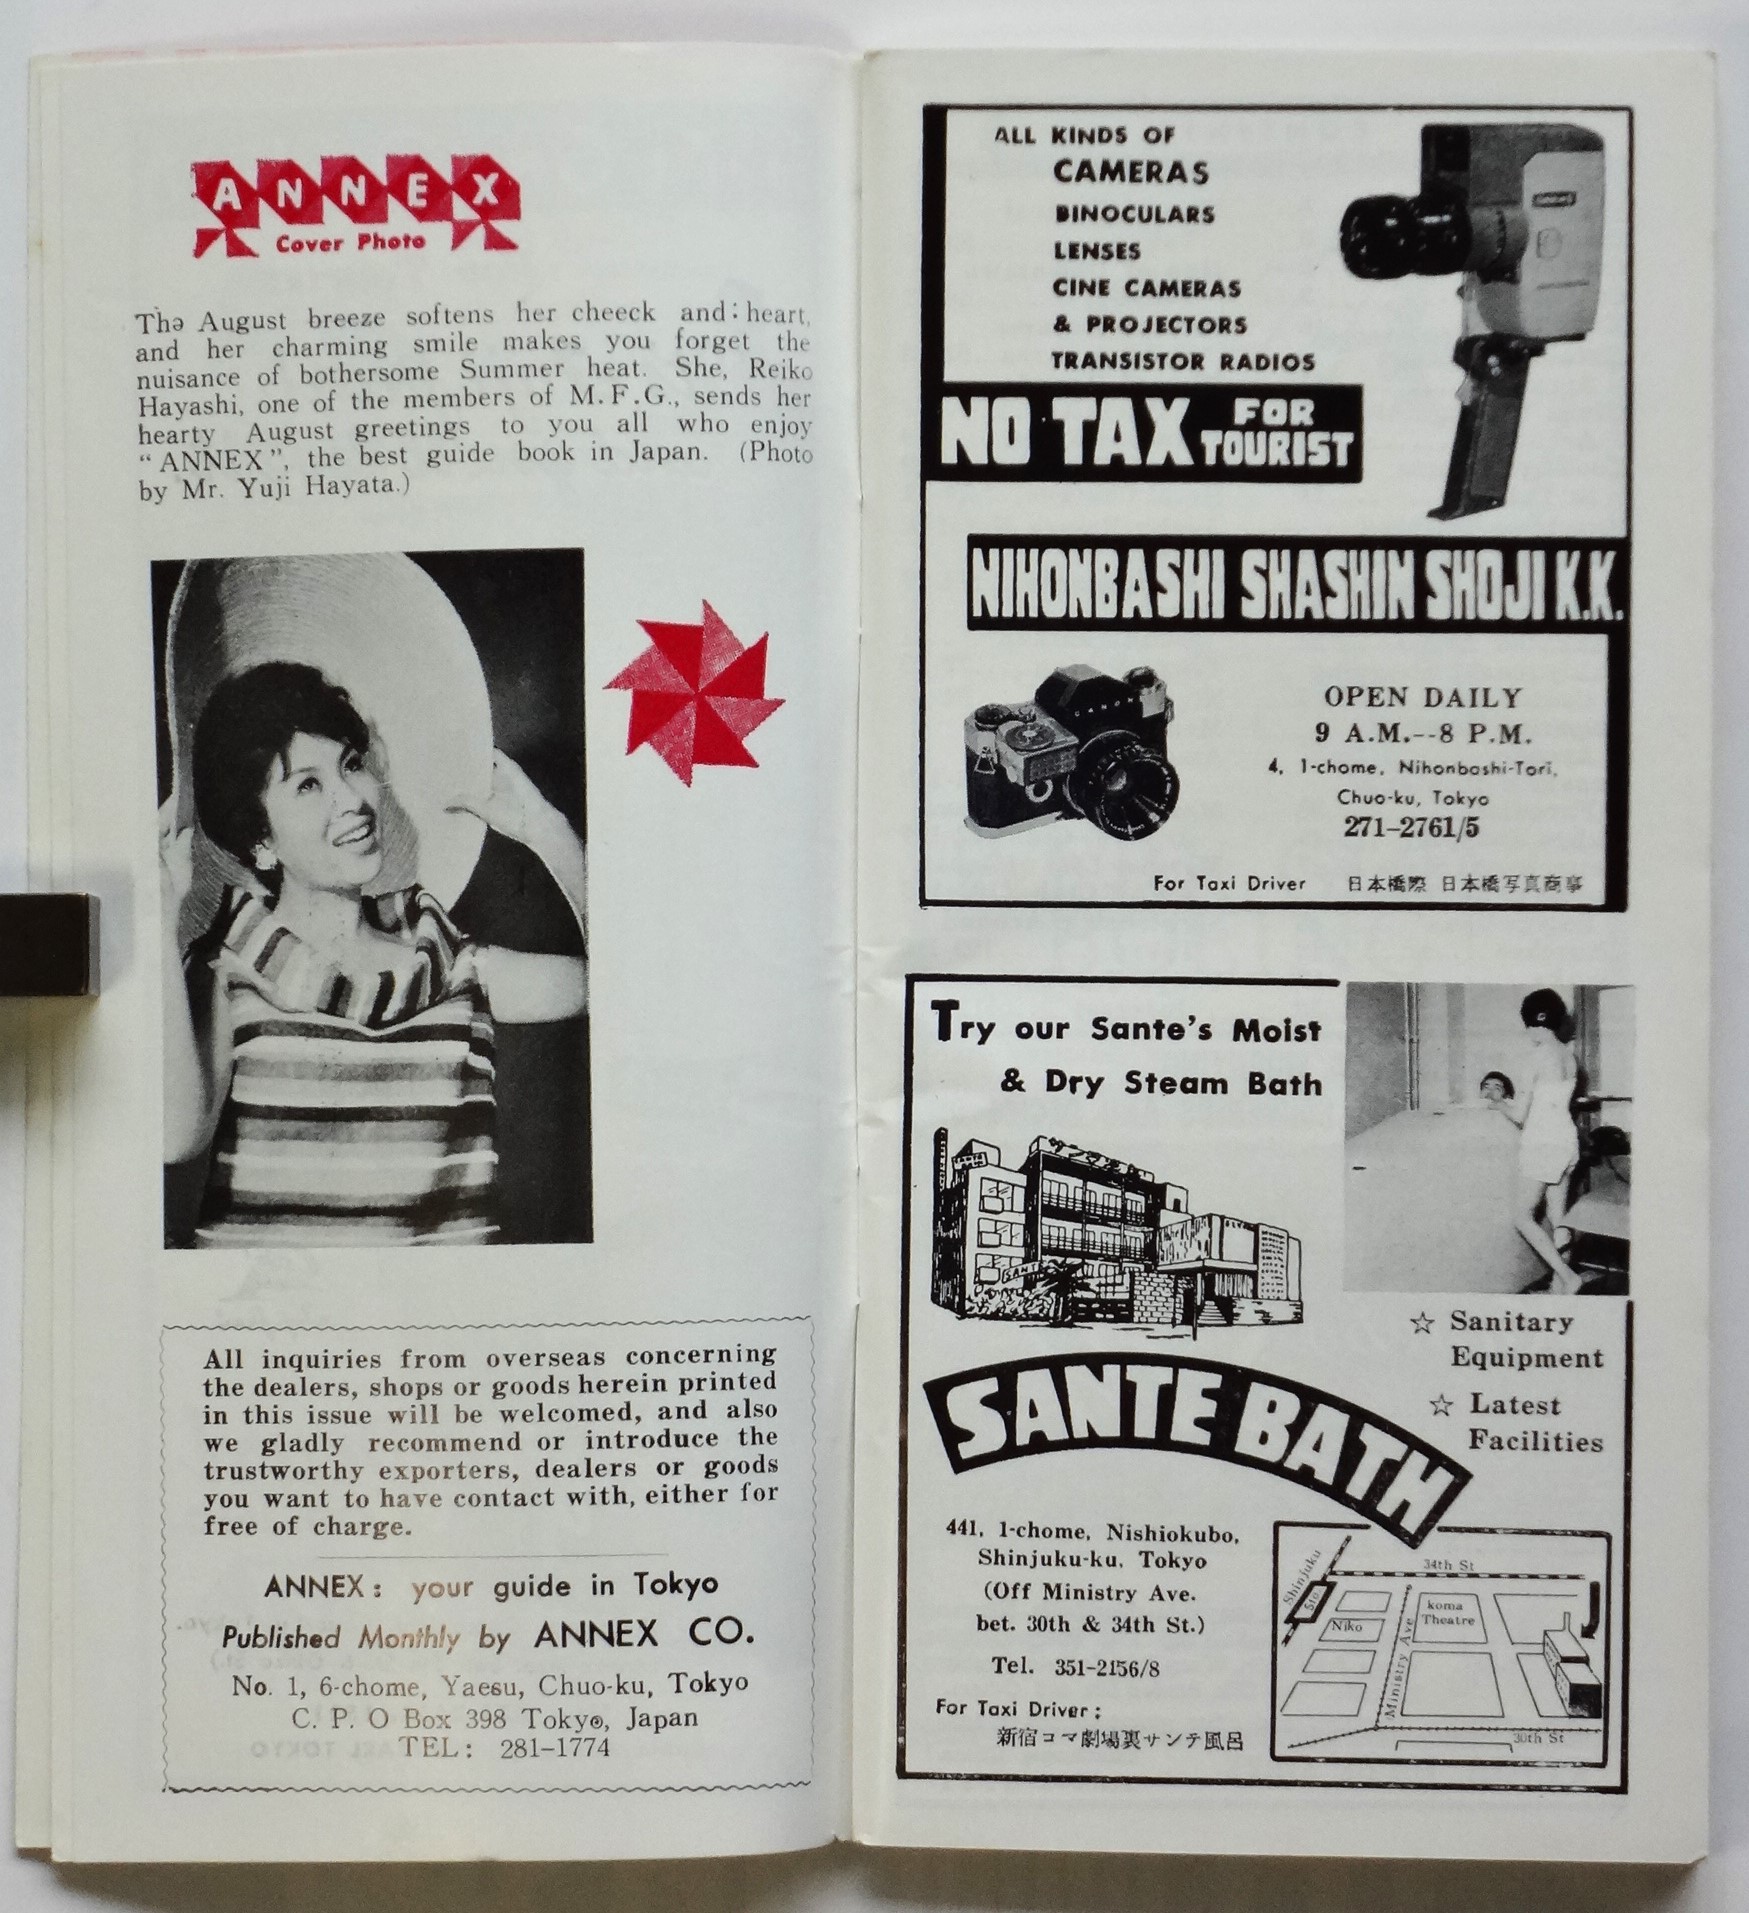 ANNEX
Cover Photo
The August breeze softens her cheeck and : heart,
and her charming smile makes you forget the
nuisance of bothersome Summer heat. She, Reiko
Hayashi, one of the members of M. F. G., sends her
hearty August greetings to you all who enjoy
“ ANNEX ”, the best guide book in Japan. (Photo
by Mr. Yuji Hayata.)
All inquiries from overseas concerning
the dealers, shops or goods herein printed
in this issue will be welcomed, and also
we gladly recommend or introduce the
trustworthy exporters, dealers or goods
you want to have contact with, either for
free of charge.
ANNEX : your guide in Tokyo
Published Monthly by ANNEX CO.
No. 1, 6-chome, Yaesu, Chuo-ku, Tokyo
C. P. O Box 398 Tokyo, Japan
TEL : 281-1774
ALL KINDS OF
CAMERAS
BINOCULARS
LENSES
CINE CAMERAS
& PROJECTORS
TRANSISTOR RADIOS
NO TAX FOR TOURIST
NIHONBASHI SHASHIN SHOJI K.K.
CANON
OPEN DAILY
9 A.M.--8 P.M.
4, 1-chome, Nihonbashi-Tori,
Chuo-ku, Tokyo
271-2761/5
For Taxi Driver 日本橋際 日本橋写真商事
Try our Sante's Moist
& Dry Steam Bath
SANTE
BATH
SANTE
☆ Sanitary
Equipment
☆ Latest
Facilities
SANTE BATH
441, 1-chome, Nishiokubo,
Shinjuku-ku, Tokyo
(Off Ministry Ave.
bet. 30th & 34th St.)
Tel. 351-2156/8
For Taxi Driver ;
新宿コマ劇場裏サンテ風呂
34th St
Shinjuku
Sta
koma
Theatre
Niko
Ministry Ave
30th St